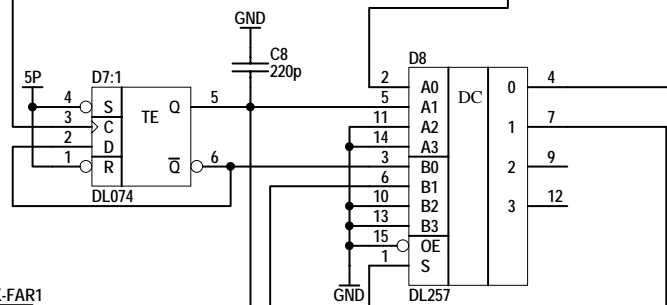 GND
C8
220p
5P
D7:1
D8
4 S TE Q 5
3 C
2 D
1 R Q 6
DL074
2 A0 DC 0 4
5 A1
11 A2 1 7
14 A3
3 B0 2 9
6 B1
10 B2 3 12
13 B3
15 OE
1 S
GND
DL257
-FAR1